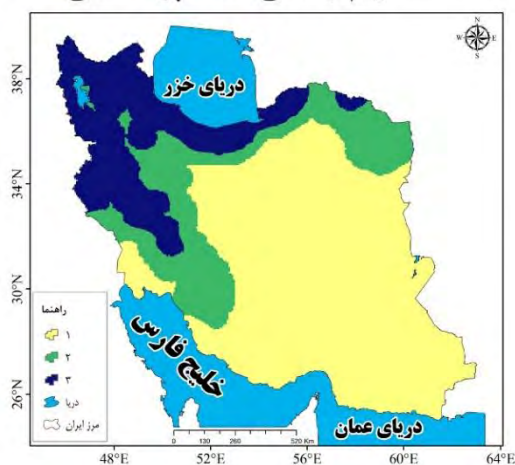 N
W E
S
38°N
دریای خزر
34°N
30°N
راهنما
۱
۲
۳
دریا
مرز ایران
خلیج فارس
26°N
دریای عمان
0 130 260 520 Km
48°E 52°E 56°E 60°E 64°E